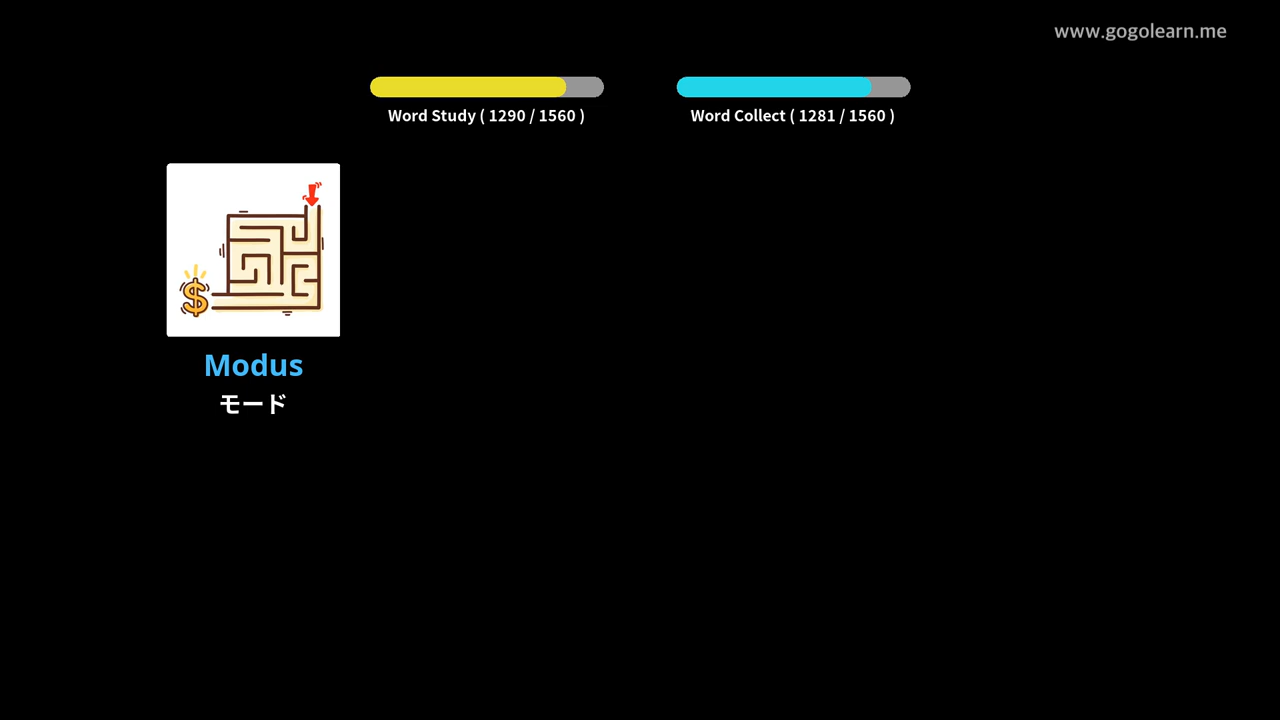 www.gogolearn.me
Word Study ( 1290 / 1560 )
Word Collect ( 1281 / 1560 )
$
Modus
モード